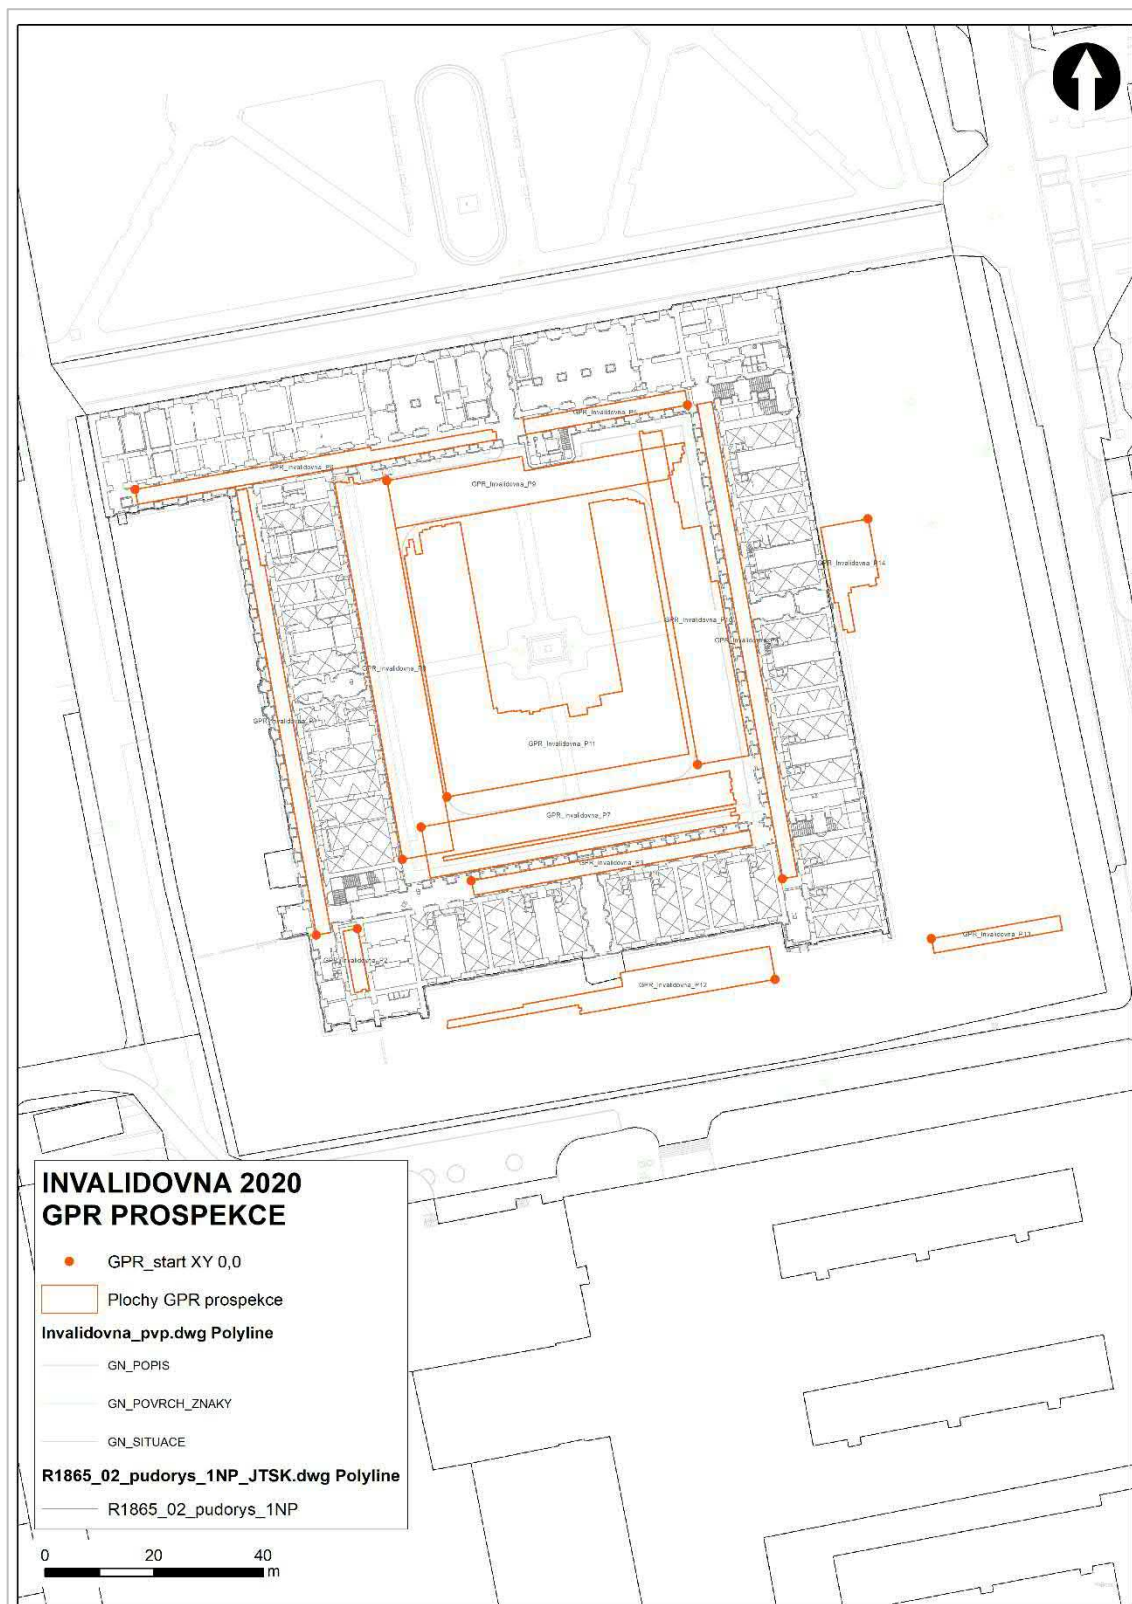 GPR_Invalidovna_P9
GPR_Invalidovna_P14
GPR_Invalidovna_P11
GPR_Invalidovna_P7
GPR_Invalidovna_P2
GPR_Invalidovna_P13
GPR_Invalidovna_P12
INVALIDOVNA 2020
GPR PROSPEKCE
GPR_start XY 0,0
Plochy GPR prospekce
Invalidovna_pvp.dwg Polyline
GN_POPIS
GN_POVRCH_ZNAKY
GN_SITUACE
R1865_02_pudorys_1NP_JTSK.dwg Polyline
R1865_02_pudorys_1NP
0 20 40
m